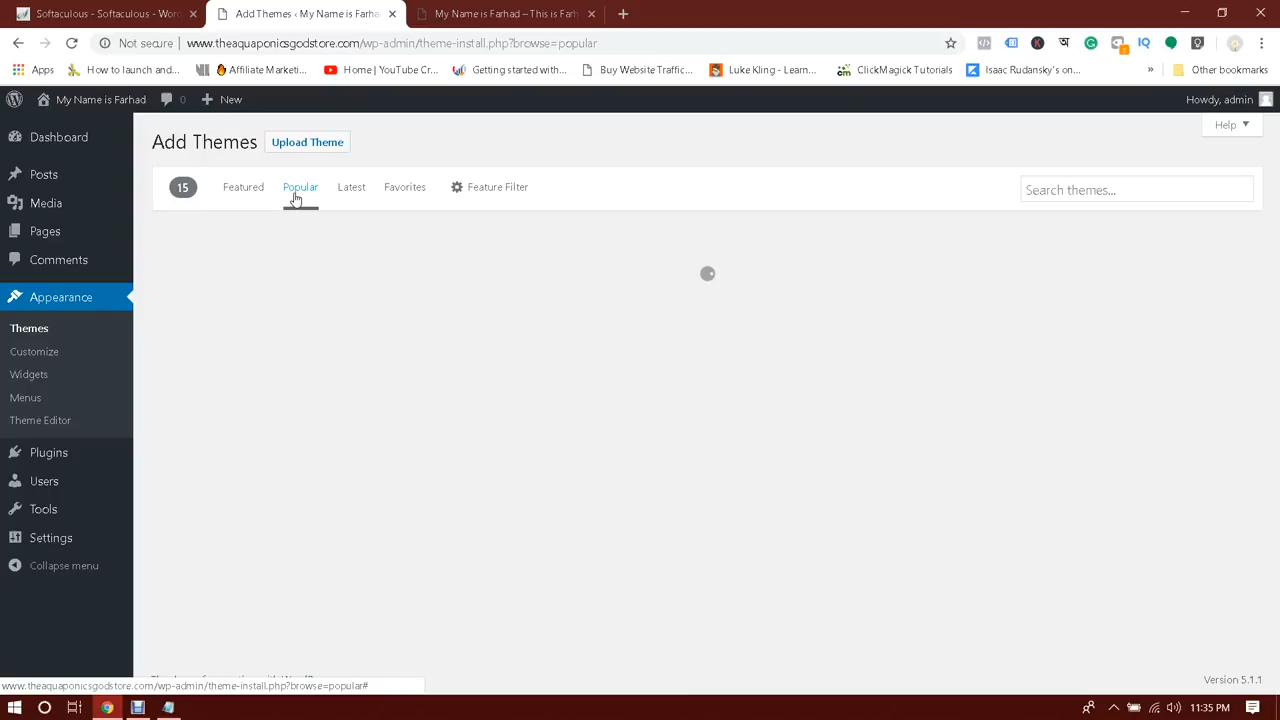 Softaculous - Softaculous - Wor
Add Themes ‹ My Name is Farhad
My Name is Farhad – This is Farh
Not secure | www.theaquaponicsgodstore.com/wp-admin/theme-install.php?browse=popular
Apps
How to launch and...
Affiliate Marketi...
Home | YouTube Cr...
Getting started with...
Buy Website Traffic...
Luke Kling - Learn...
ClickMagick Tutorials
Isaac Rudansky's on...
»
Other bookmarks
My Name is Farhad
0
New
Howdy, admin
Dashboard
Posts
Media
Pages
Comments
Appearance
Themes
Customize
Widgets
Menus
Theme Editor
Plugins
Users
Tools
Settings
Collapse menu
Help
Add Themes Upload Theme
15 Featured Popular Latest Favorites Feature Filter
Search themes...
Version 5.1.1
www.theaquaponicsgodstore.com/wp-admin/theme-install.php?browse=popular#
11:35 PM